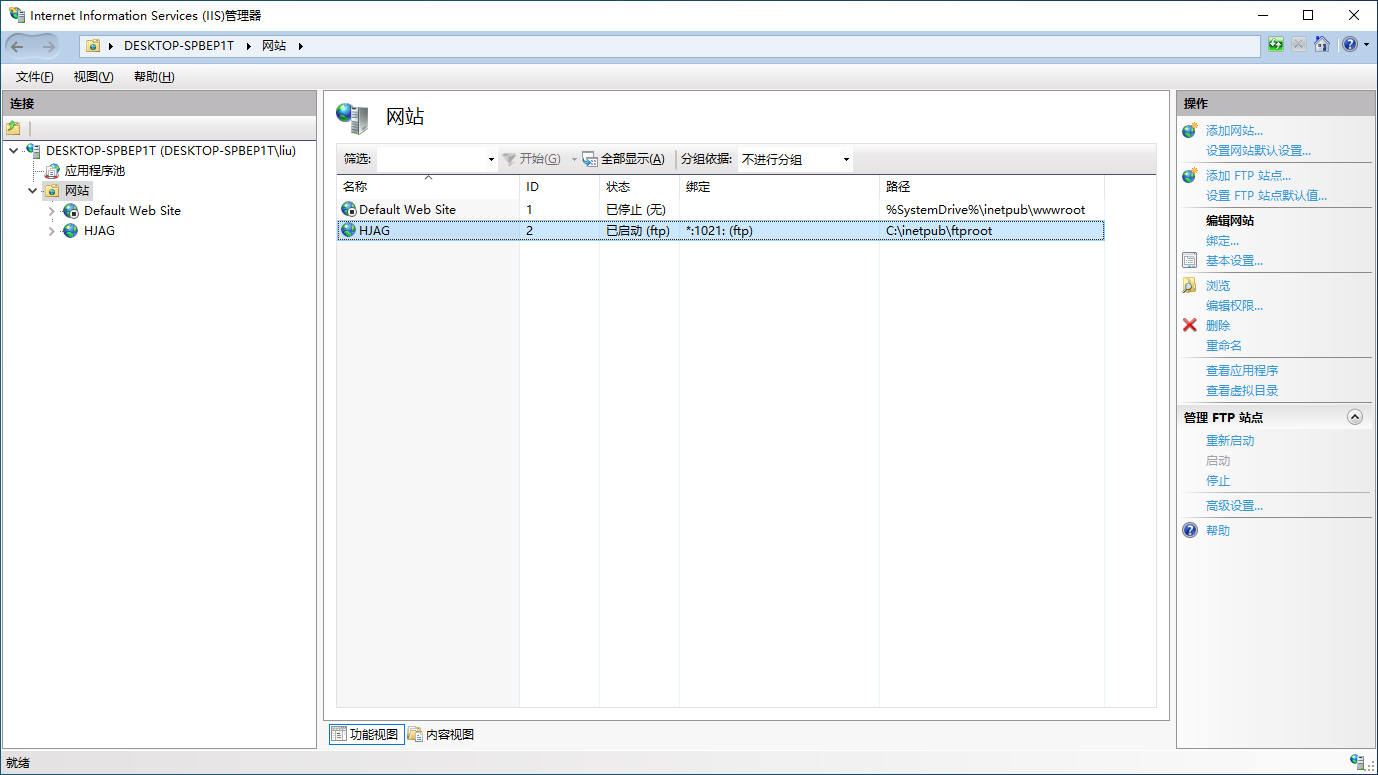 Internet Information Services (IIS)管理器
DESKTOP-SPBEP1T 网站
文件(F) 视图(V) 帮助(H)
连接
DESKTOP-SPBEP1T (DESKTOP-SPBEP1T\liu)
应用程序池
网站
Default Web Site
HJAG
网站
筛选: 开始(G) 全部显示(A) 分组依据: 不进行分组
名称 ID 状态 绑定 路径
Default Web Site 1 已停止 (无) %SystemDrive%\inetpub\wwwroot
HJAG 2 已启动 (ftp) *:1021: (ftp) C:\inetpub\ftproot
功能视图 内容视图
操作
添加网站...
设置网站默认设置...
添加 FTP 站点...
设置 FTP 站点默认值...
编辑网站
绑定...
基本设置...
浏览
编辑权限...
删除
重命名
查看应用程序
查看虚拟目录
管理 FTP 站点
重新启动
启动
停止
高级设置...
帮助
就绪